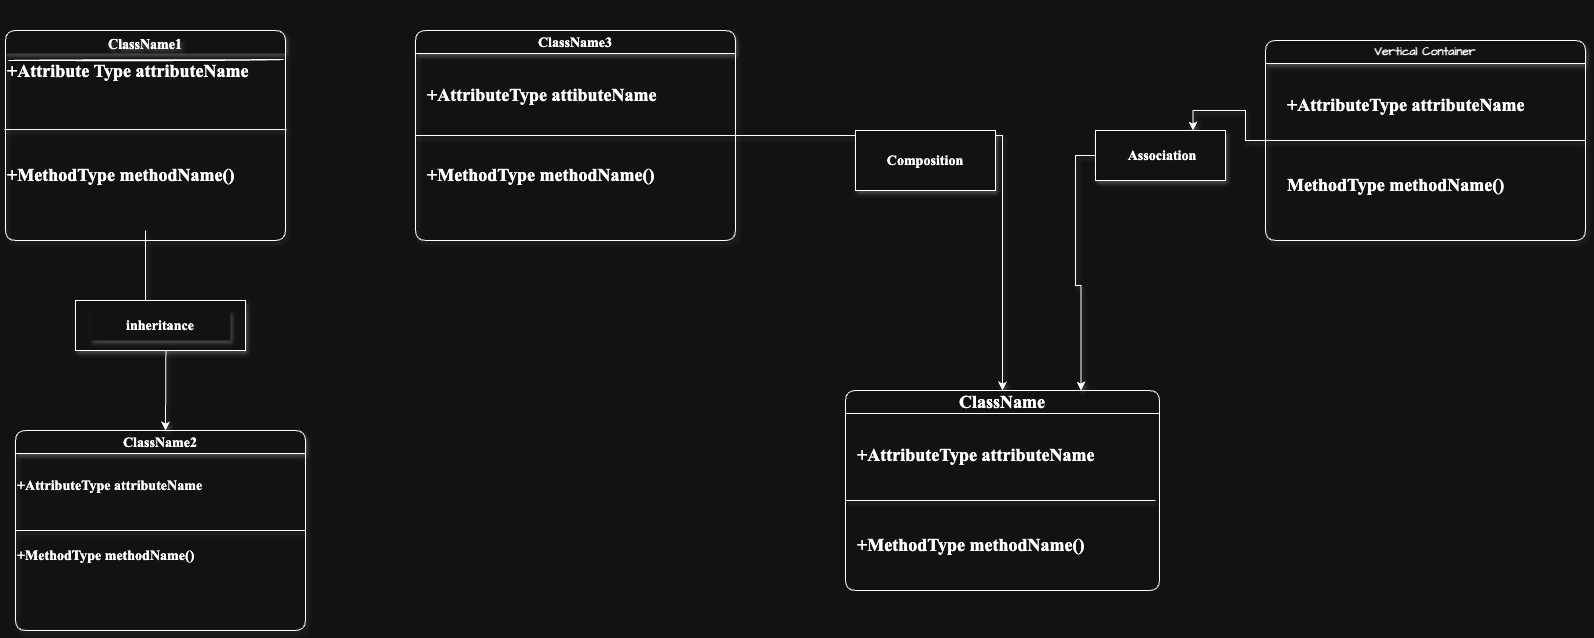 ClassName1
+Attribute Type attributeName
+MethodType methodName()
inheritance
ClassName2
+AttributeType attributeName
+MethodType methodName()
ClassName3
+AttributeType attibuteName
+MethodType methodName()
Composition
Association
Vertical Container
+AttributeType attributeName
MethodType methodName()
ClassName
+AttributeType attributeName
+MethodType methodName()